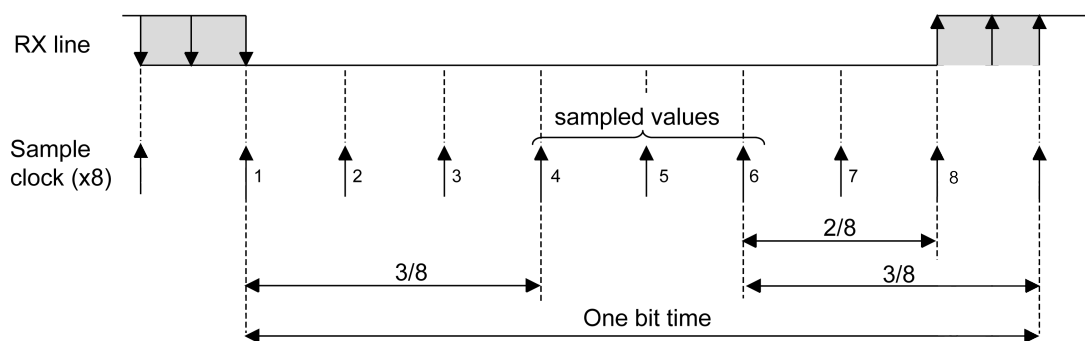 RX line
sampled values
Sample
clock (x8)
1 2 3 4 5 6 7 8
2/8
3/8 3/8
One bit time